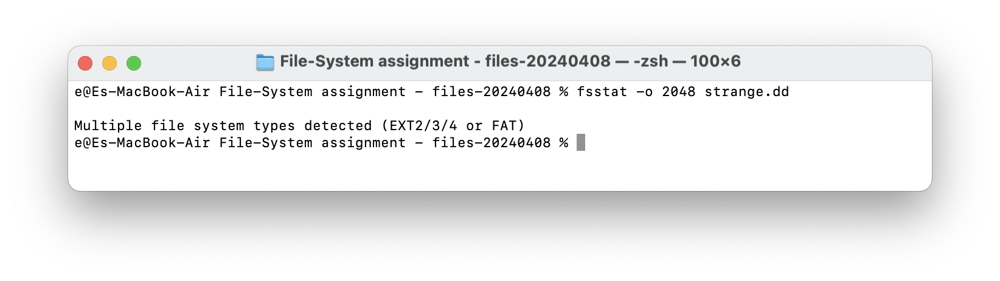 File-System assignment - files-20240408 — -zsh — 100×6
e@Es-MacBook-Air File-System assignment - files-20240408 % fsstat -o 2048 strange.dd
Multiple file system types detected (EXT2/3/4 or FAT)
e@Es-MacBook-Air File-System assignment - files-20240408 %